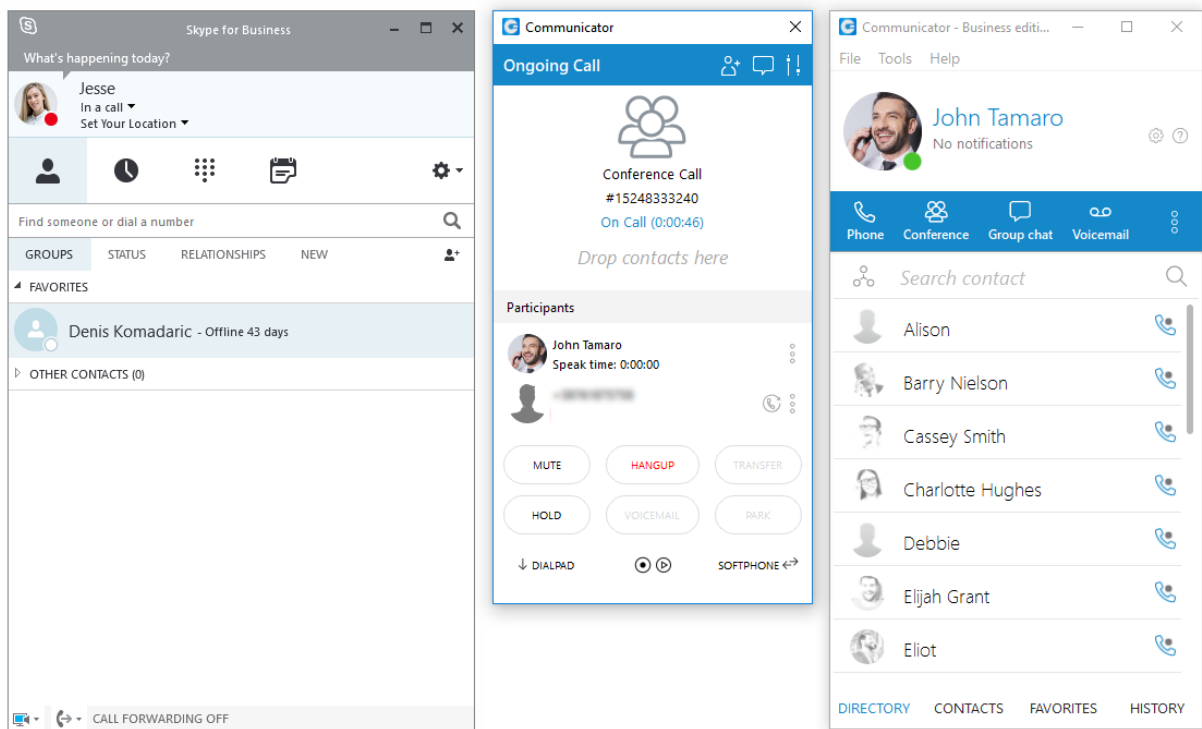 Skype for Business
What's happening today?
Jesse
In a call
Set Your Location
Find someone or dial a number
GROUPS STATUS RELATIONSHIPS NEW
FAVORITES
Denis Komadaric - Offline 43 days
OTHER CONTACTS (0)
CALL FORWARDING OFF
Communicator
Ongoing Call
Conference Call
#15248333240
On Call (0:00:46)
Drop contacts here
Participants
John Tamaro
Speak time: 0:00:00
MUTE HANGUP TRANSFER
HOLD VOICEMAIL PARK
DIALPAD SOFTPHONE
Communicator - Business editi...
File Tools Help
John Tamaro
No notifications
Phone Conference Group chat Voicemail
Search contact
Alison
Barry Nielson
Cassey Smith
Charlotte Hughes
Debbie
Elijah Grant
Eliot
DIRECTORY CONTACTS FAVORITES HISTORY